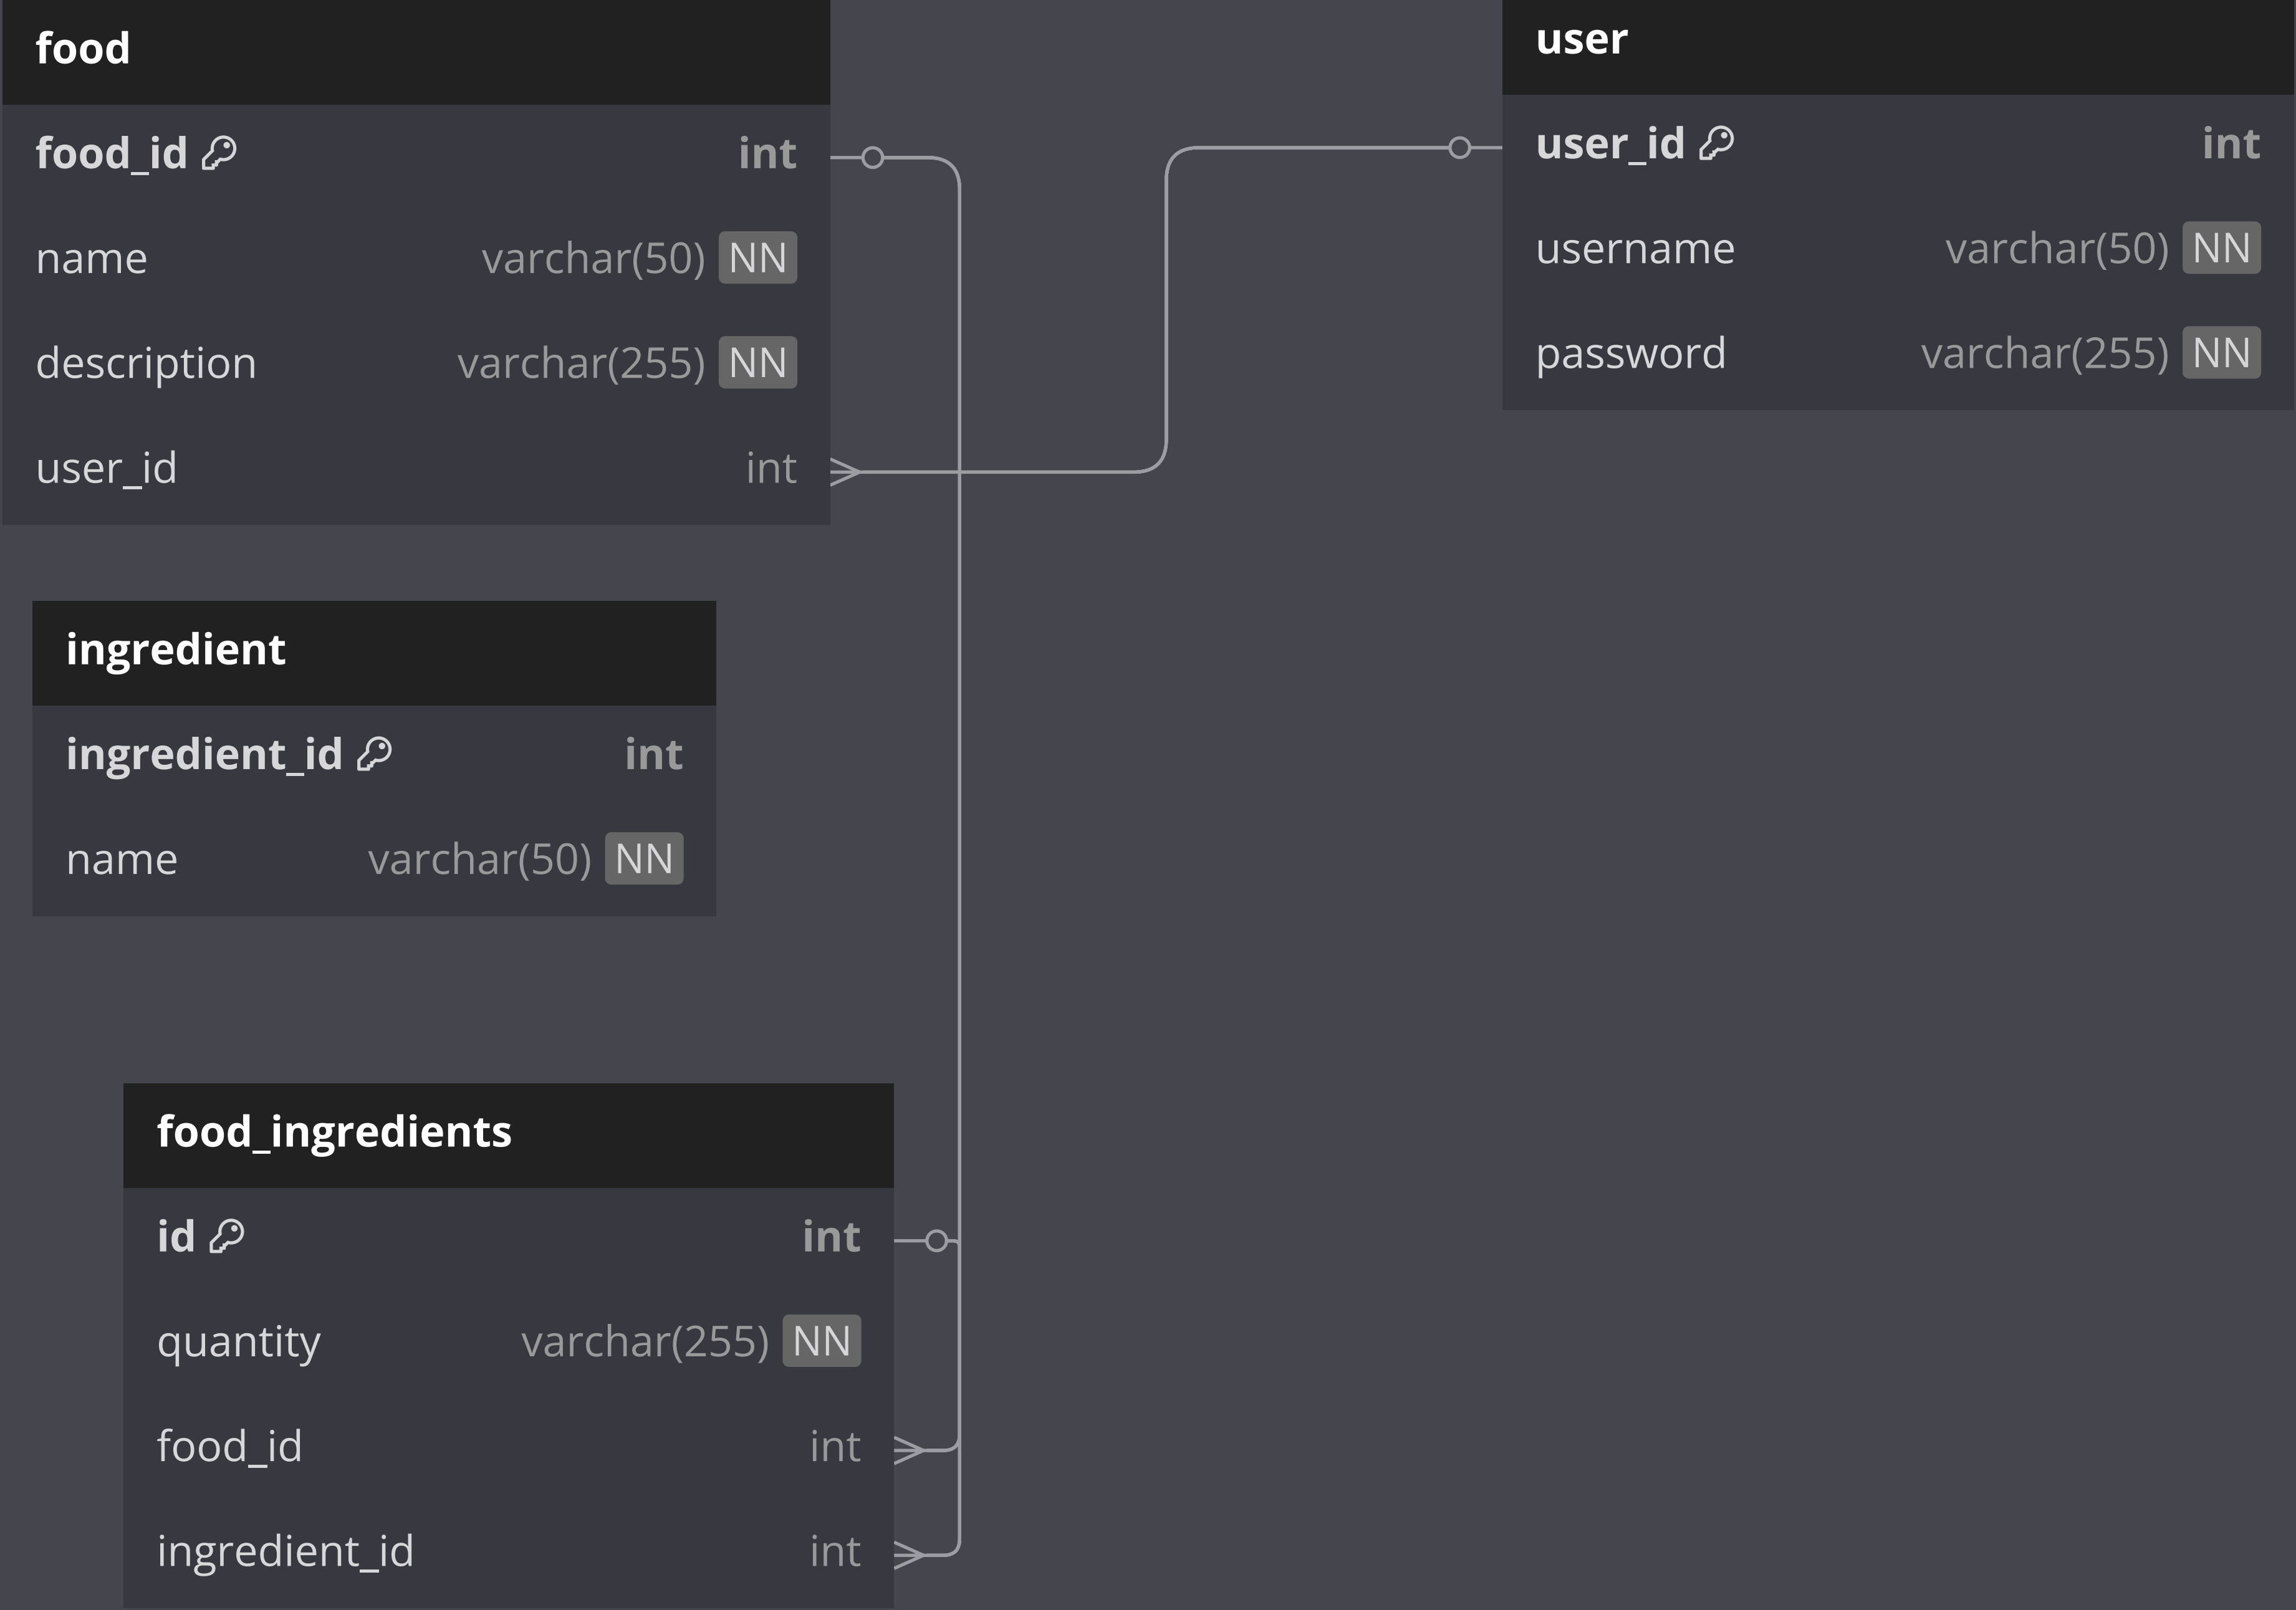 food
food_id int
name varchar(50) NN
description varchar(255) NN
user_id int
user
user_id int
username varchar(50) NN
password varchar(255) NN
ingredient
ingredient_id int
name varchar(50) NN
food_ingredients
id int
quantity varchar(255) NN
food_id int
ingredient_id int